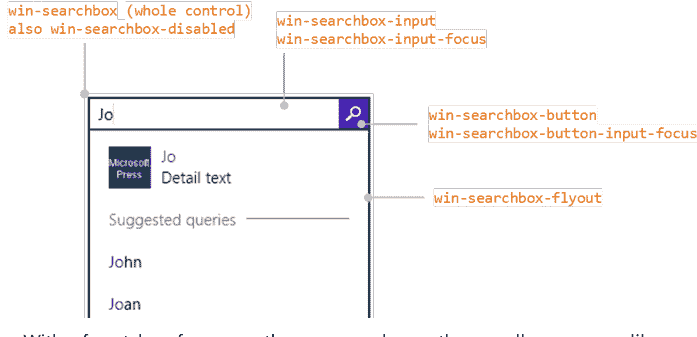 win-searchbox (whole control)
also win-searchbox-disabled
win-searchbox-input
win-searchbox-input-focus
Jo
win-searchbox-button
win-searchbox-button-input-focus
Microsoft
Press
Jo
Detail text
win-searchbox-flyout
Suggested queries
John
Joan